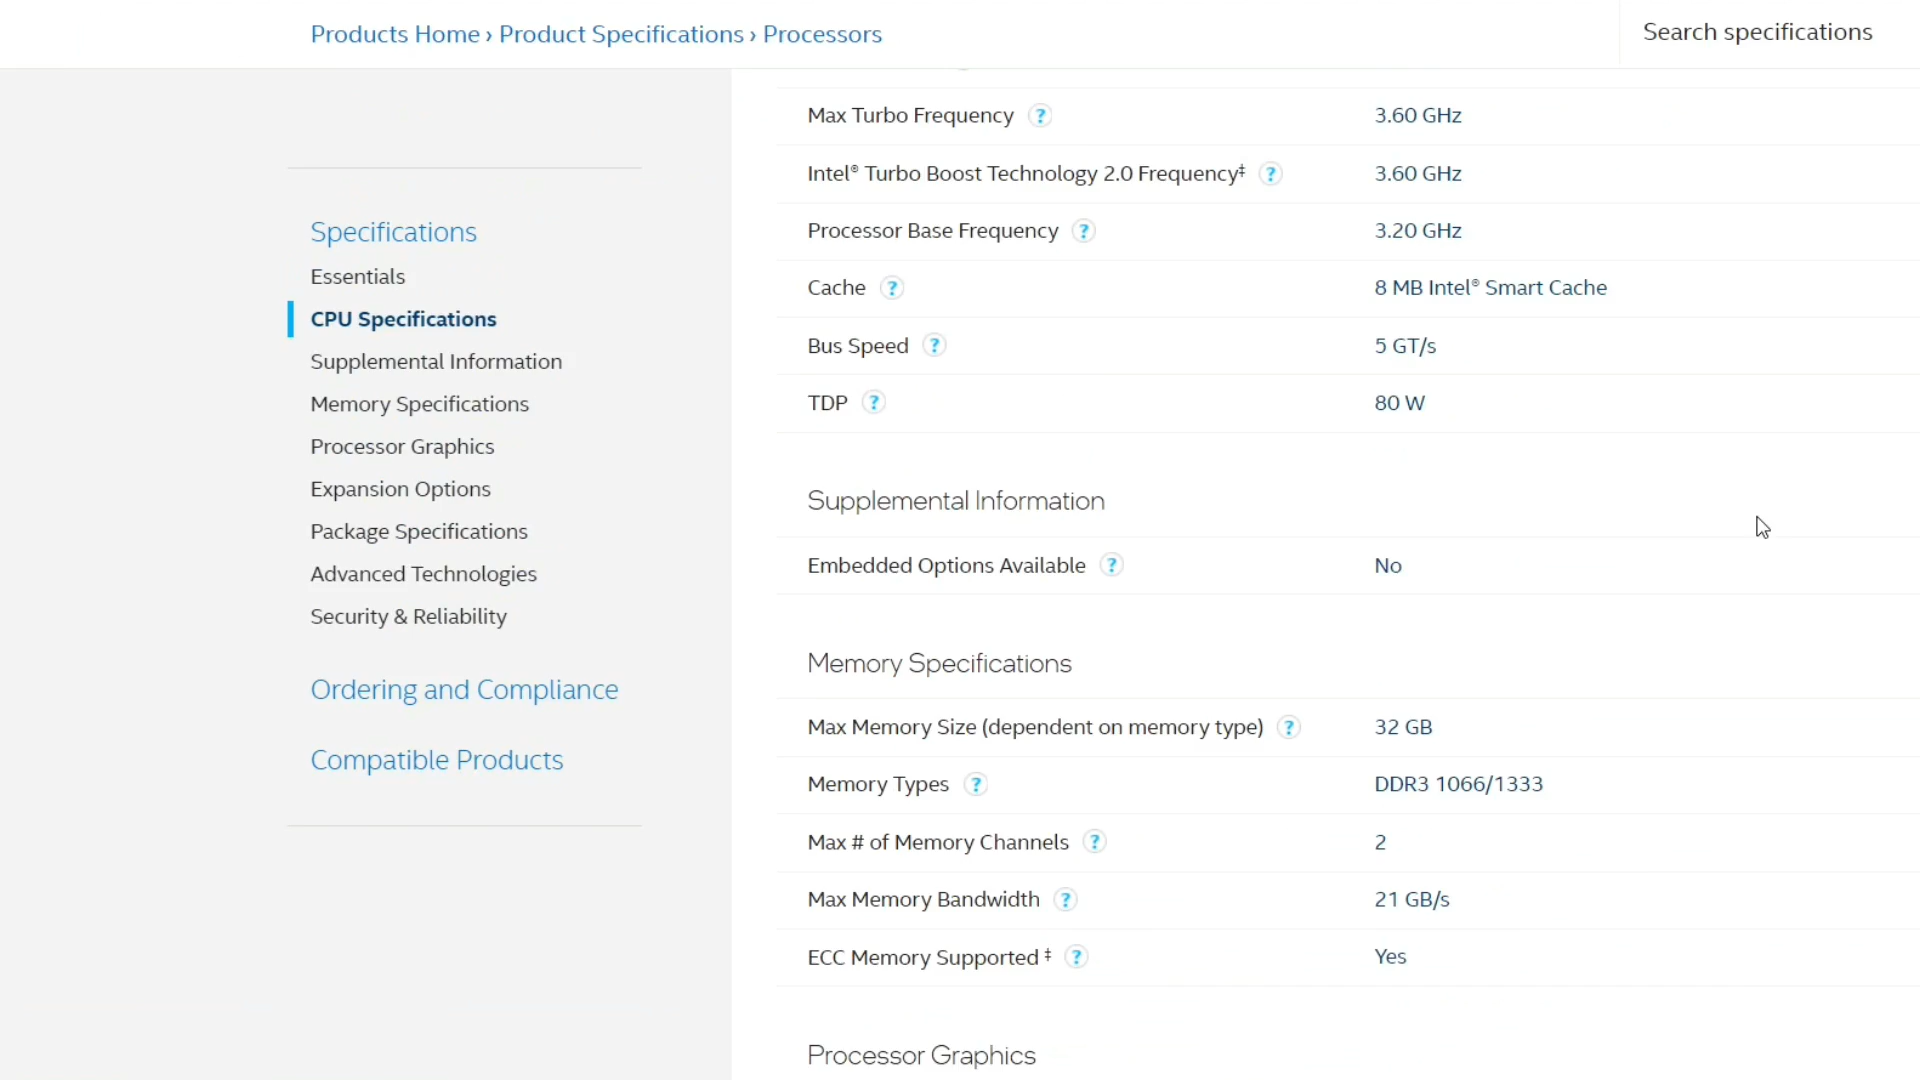 Products Home › Product Specifications › Processors
Search specifications
Specifications
Essentials
CPU Specifications
Supplemental Information
Memory Specifications
Processor Graphics
Expansion Options
Package Specifications
Advanced Technologies
Security & Reliability
Ordering and Compliance
Compatible Products
Max Turbo Frequency ? 3.60 GHz
Intel® Turbo Boost Technology 2.0 Frequency‡ ? 3.60 GHz
Processor Base Frequency ? 3.20 GHz
Cache ? 8 MB Intel® Smart Cache
Bus Speed ? 5 GT/s
TDP ? 80 W
Supplemental Information
Embedded Options Available ? No
Memory Specifications
Max Memory Size (dependent on memory type) ? 32 GB
Memory Types ? DDR3 1066/1333
Max # of Memory Channels ? 2
Max Memory Bandwidth ? 21 GB/s
ECC Memory Supported ‡ ? Yes
Processor Graphics